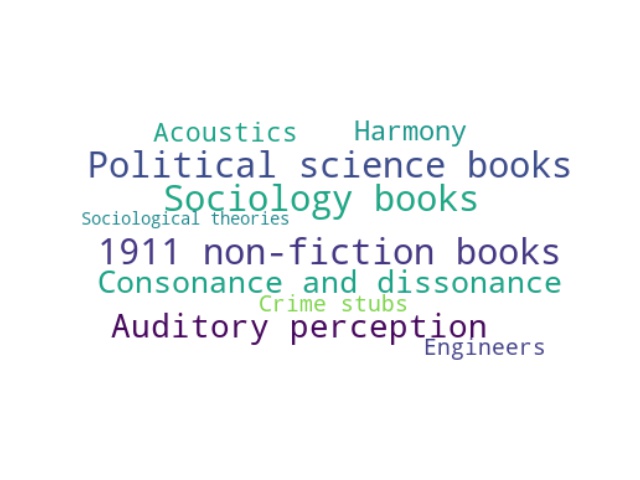 Acoustics Harmony
Political science books
Sociology books
Sociological theories
1911 non-fiction books
Consonance and dissonance
Crime stubs
Auditory perception
Engineers